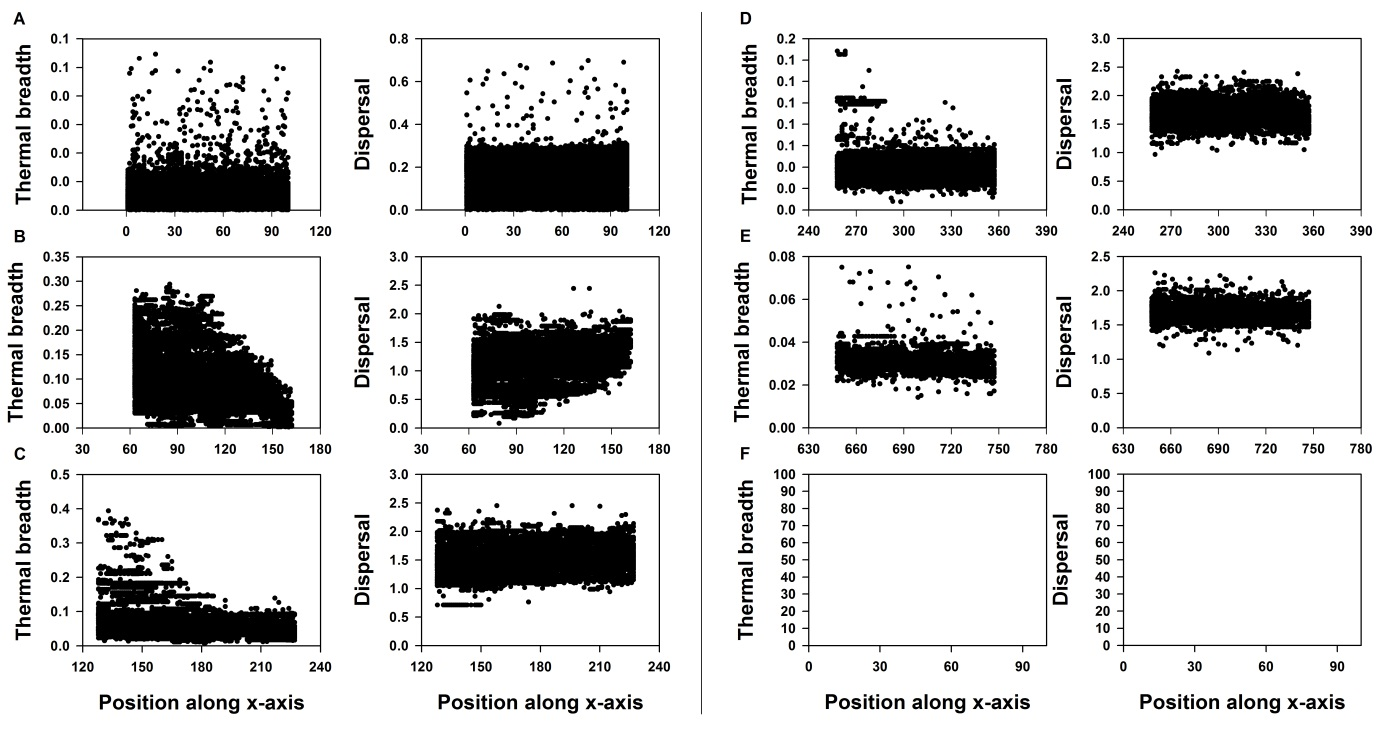 A
Thermal breadth
0.1
0.1
0.0
0.0
0.0
0.0
0.0
0 30 60 90 120
Dispersal
0.8
0.6
0.4
0.2
0.0
0 30 60 90 120
B
Thermal breadth
0.35
0.30
0.25
0.20
0.15
0.10
0.05
0.00
30 60 90 120 150 180
Dispersal
3.0
2.5
2.0
1.5
1.0
0.5
0.0
30 60 90 120 150 180
C
Thermal breadth
0.5
0.4
0.3
0.2
0.1
0.0
120 150 180 210 240
Position along x-axis
Dispersal
3.0
2.5
2.0
1.5
1.0
0.5
0.0
120 150 180 210 240
Position along x-axis
D
Thermal breadth
0.2
0.1
0.1
0.1
0.1
0.1
0.0
0.0
0.0
240 270 300 330 360 390
Dispersal
3.0
2.5
2.0
1.5
1.0
0.5
0.0
240 270 300 330 360 390
E
Thermal breadth
0.08
0.06
0.04
0.02
0.00
630 660 690 720 750 780
Dispersal
2.5
2.0
1.5
1.0
0.5
0.0
630 660 690 720 750 780
F
Thermal breadth
100
90
80
70
60
50
40
30
20
10
0
0 30 60 90
Position along x-axis
Dispersal
100
90
80
70
60
50
40
30
20
10
0
0 30 60 90
Position along x-axis